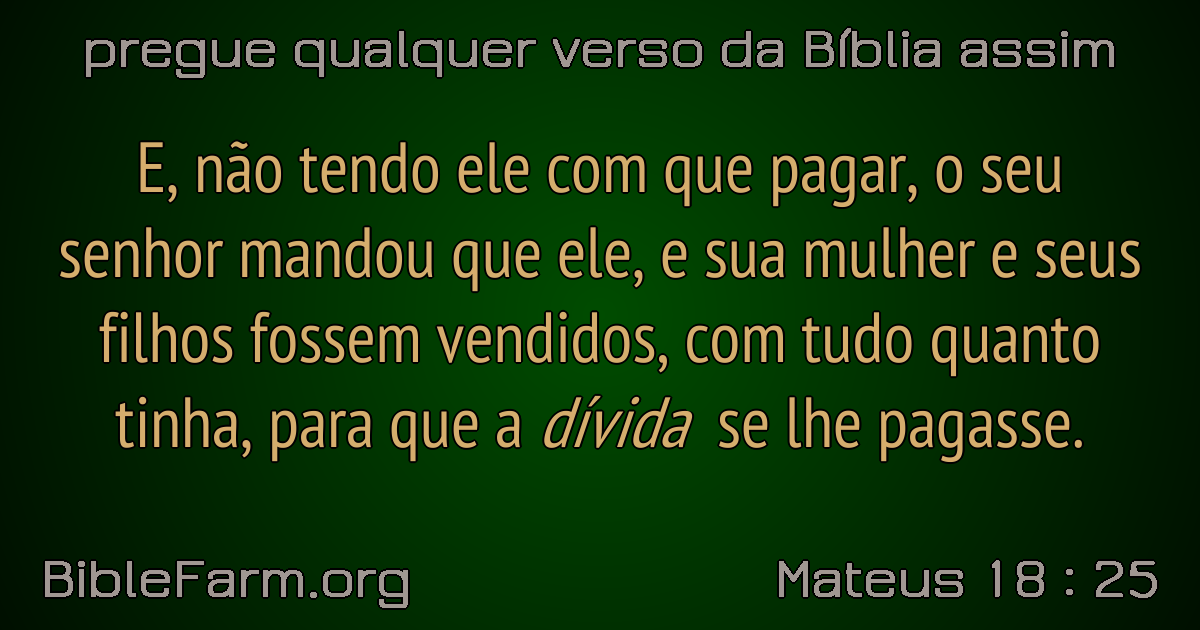 pregue qualquer verso da Bíblia assim
E, não tendo ele com que pagar, o seu
senhor mandou que ele, e sua mulher e seus
filhos fossem vendidos, com tudo quanto
tinha, para que a dívida se lhe pagasse.
BibleFarm.org
Mateus 18 : 25